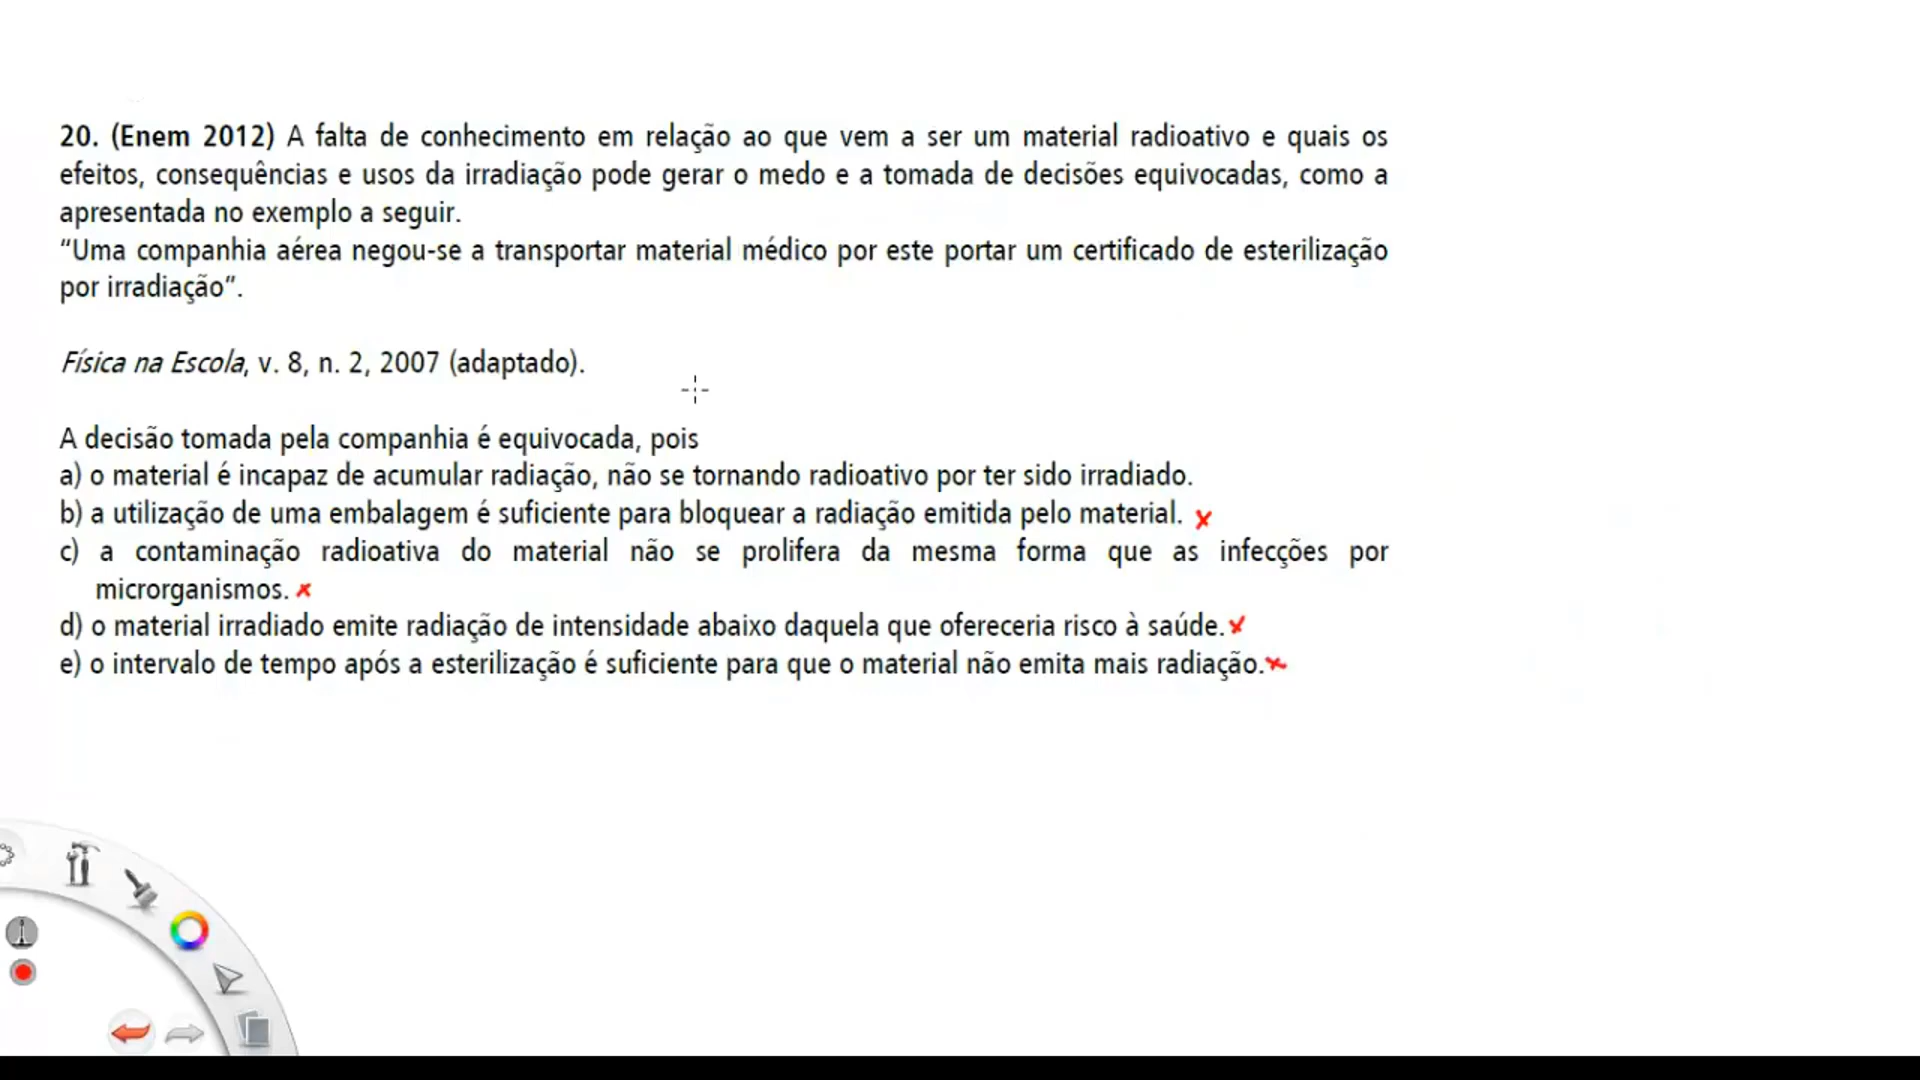 20. (Enem 2012) A falta de conhecimento em relação ao que vem a ser um material radioativo e quais os
efeitos, consequências e usos da irradiação pode gerar o medo e a tomada de decisões equivocadas, como a
apresentada no exemplo a seguir.
“Uma companhia aérea negou-se a transportar material médico por este portar um certificado de esterilização
por irradiação”.
Física na Escola, v. 8, n. 2, 2007 (adaptado).
A decisão tomada pela companhia é equivocada, pois
a) o material é incapaz de acumular radiação, não se tornando radioativo por ter sido irradiado.
b) a utilização de uma embalagem é suficiente para bloquear a radiação emitida pelo material.
c) a contaminação radioativa do material não se prolifera da mesma forma que as infecções por
microrganismos.
d) o material irradiado emite radiação de intensidade abaixo daquela que ofereceria risco à saúde.
e) o intervalo de tempo após a esterilização é suficiente para que o material não emita mais radiação.